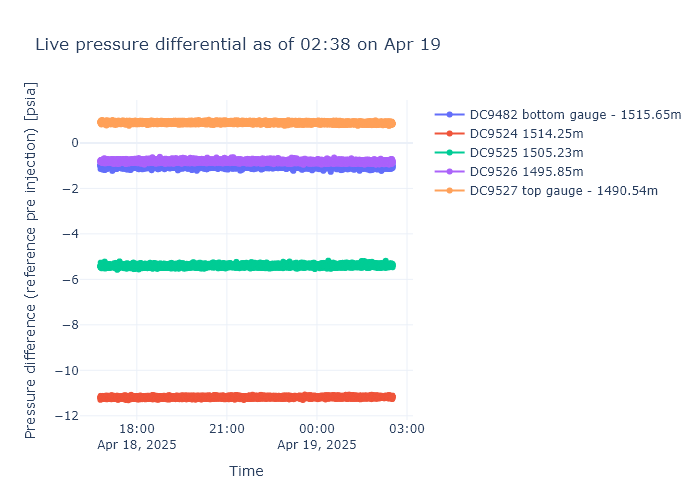 Live pressure differential as of 02:38 on Apr 19
Pressure difference (reference pre injection) [psia]
0
−2
−4
−6
−8
−10
−12
18:00
Apr 18, 2025
21:00
00:00
Apr 19, 2025
03:00
Time
DC9482 bottom gauge - 1515.65m
DC9524 1514.25m
DC9525 1505.23m
DC9526 1495.85m
DC9527 top gauge - 1490.54m